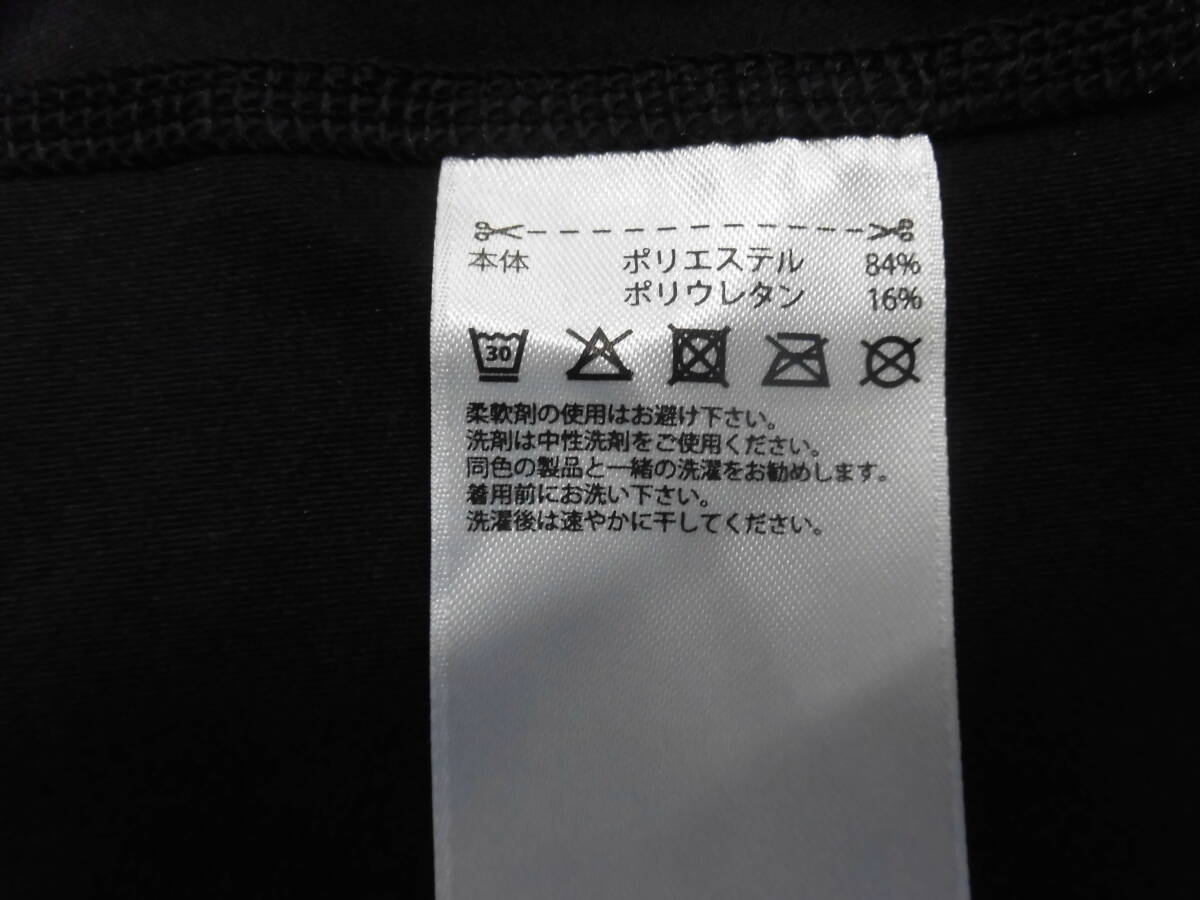 本体 ポリエステル 84%
ポリウレタン 16%
30
柔軟剤の使用はお避け下さい。
洗剤は中性洗剤をご使用ください。
同色の製品と一緒の洗濯をお勧めします。
着用前にお洗い下さい。
洗濯後は速やかに干してください。